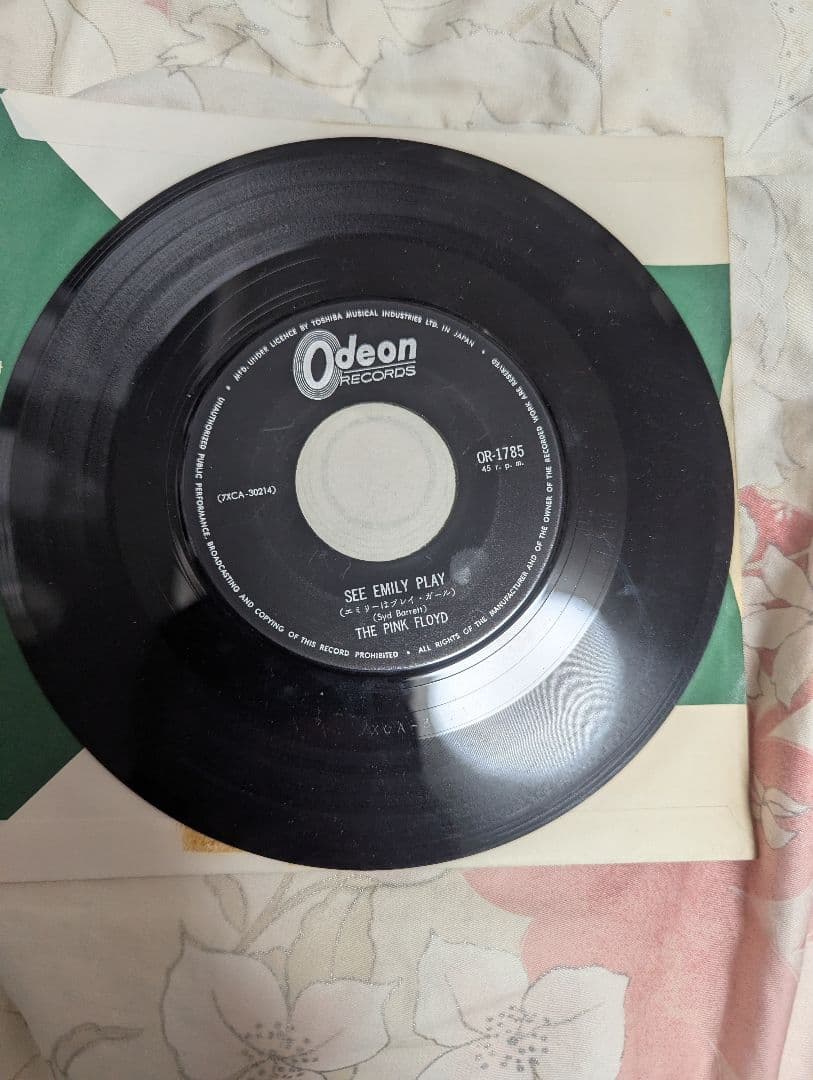 MFD. UNDER LICENCE BY TOSHIBA MUSICAL INDUSTRIES LTD. IN JAPAN
Odeon
RECORDS
OR-1785
45 r. p. m.
(7XCA-30214)
SEE EMILY PLAY
(エミリーはプレイ・ガール)
(Syd Barrett)
THE PINK FLOYD
UNAUTHORIZED PUBLIC PERFORMANCE, BROADCASTING AND COPYING OF THIS RECORD PROHIBITED • ALL RIGHTS OF THE MANUFACTURER AND OF THE OWNER OF THE RECORDED WORK ARE RESERVED
XCA-